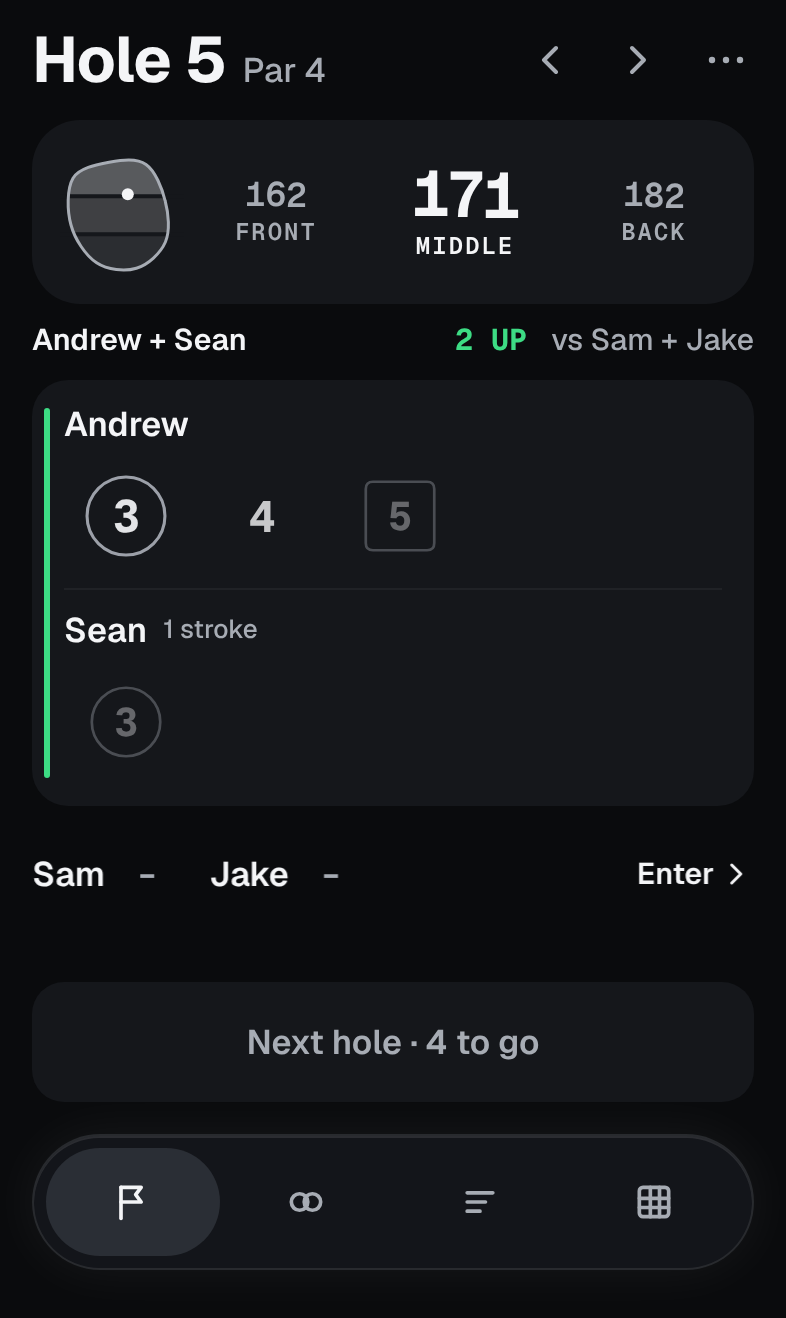 Hole 5 Par 4
162 171 182
FRONT MIDDLE BACK
Andrew + Sean 2 UP vs Sam + Jake
Andrew
3 4 5
Sean 1 stroke
3
Sam – Jake – Enter
Next hole · 4 to go